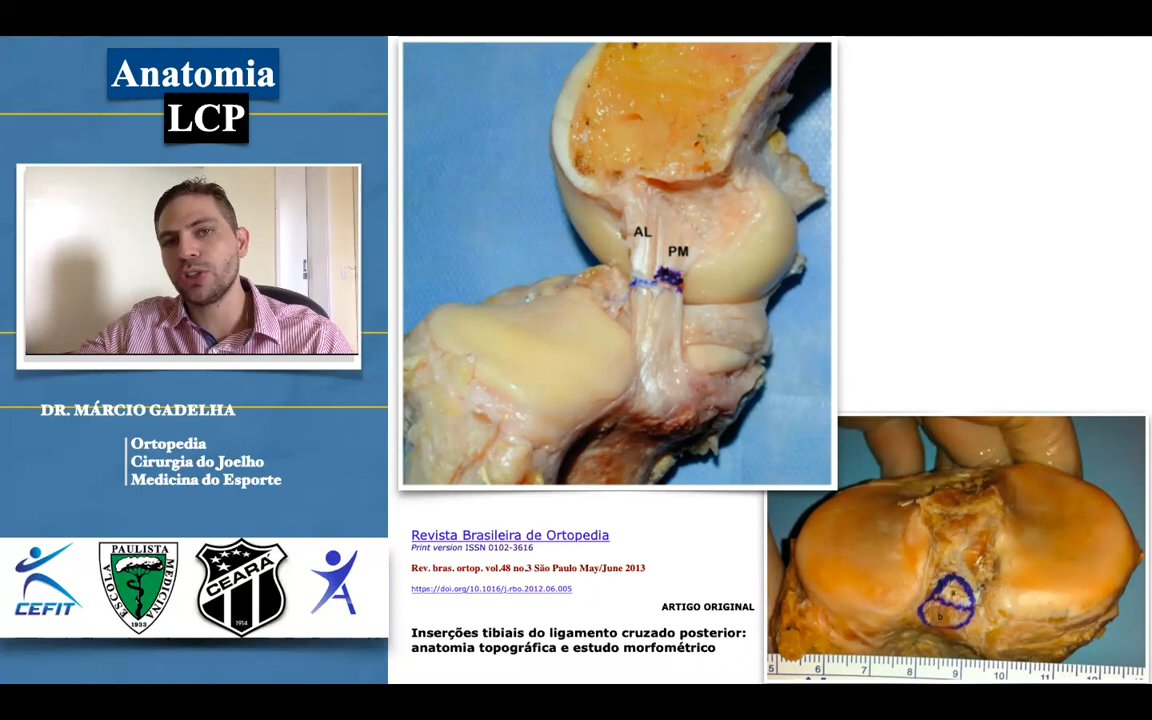 Anatomia
LCP
DR. MÁRCIO GADELHA
Ortopedia
Cirurgia do Joelho
Medicina do Esporte
CEFIT
PAULISTA
ESCOLA
MEDICINA
1933
CEARÁ
1914
AL
PM
Revista Brasileira de Ortopedia
Print version ISSN 0102-3616
Rev. bras. ortop. vol.48 no.3 São Paulo May/June 2013
https://doi.org/10.1016/j.rbo.2012.06.005
ARTIGO ORIGINAL
Inserções tibiais do ligamento cruzado posterior:
anatomia topográfica e estudo morfométrico
a
b
5 6 7 8 9 10 11